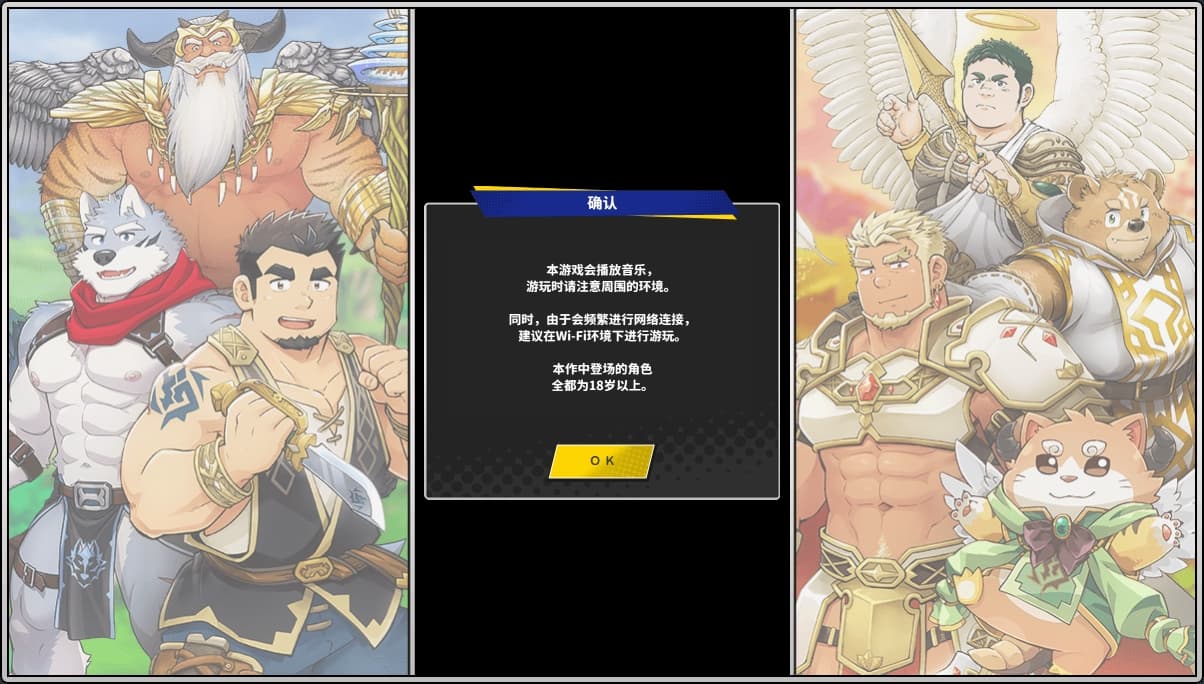 确认
本游戏会播放音乐，
游玩时请注意周围的环境。
同时，由于会频繁进行网络连接，
建议在Wi-Fi环境下进行游玩。
本作中登场的角色
全都为18岁以上。
OK